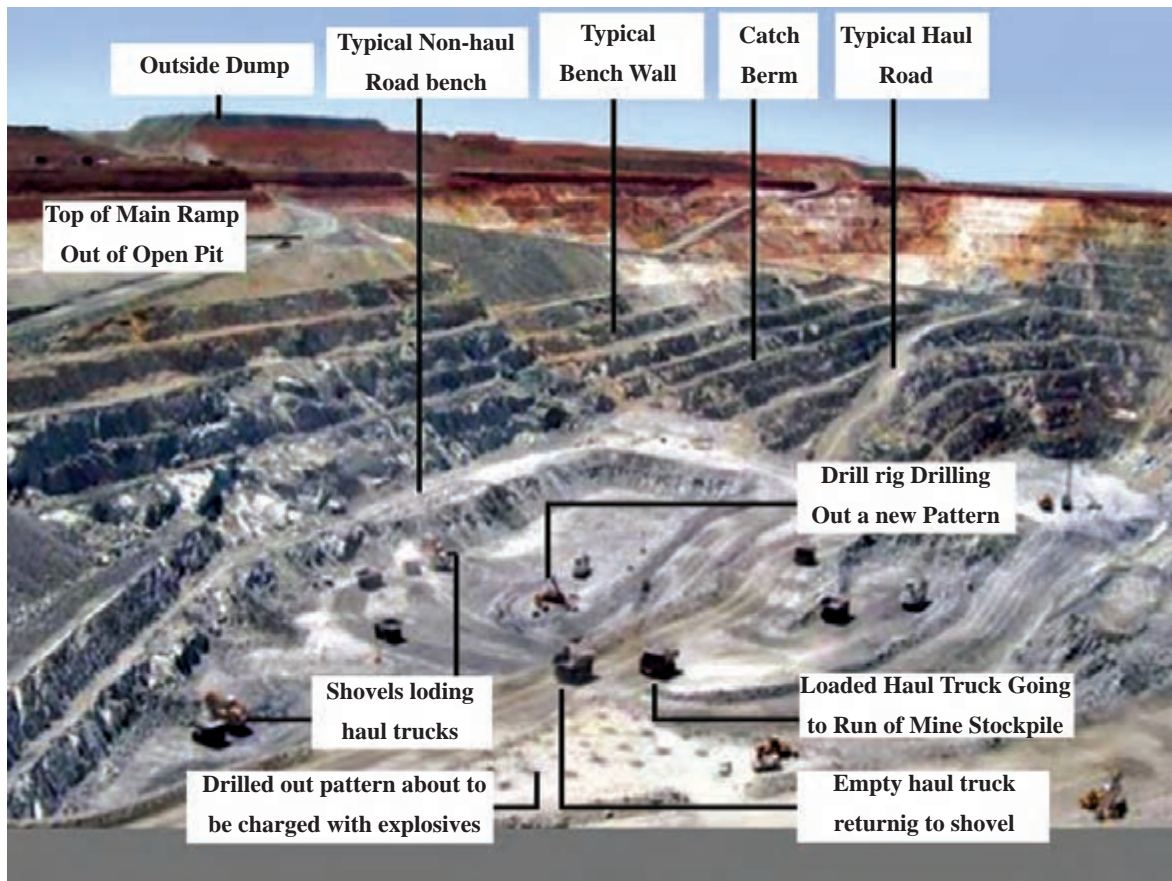 Outside Dump
Typical Non-haul
Road bench
Typical
Bench Wall
Catch
Berm
Typical Haul
Road
Top of Main Ramp
Out of Open Pit
Drill rig Drilling
Out a new Pattern
Shovels loding
haul trucks
Loaded Haul Truck Going
to Run of Mine Stockpile
Drilled out pattern about to
be charged with explosives
Empty haul truck
returnig to shovel